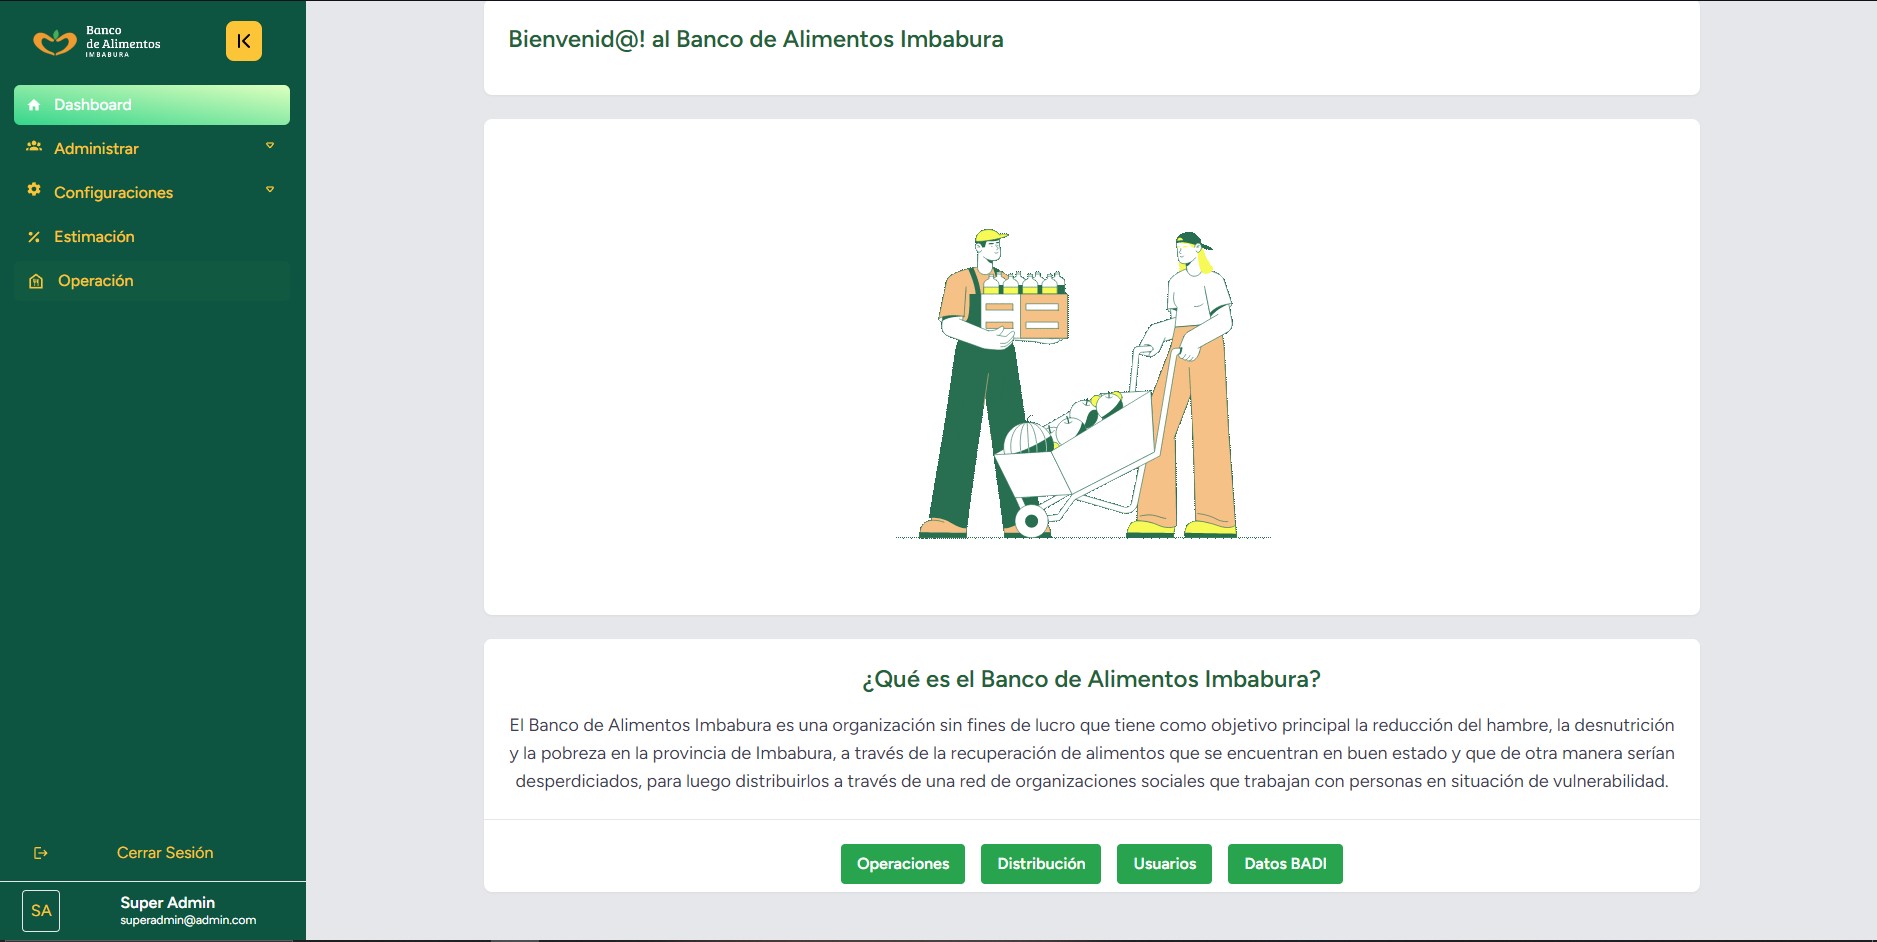 Banco
de Alimentos
IMBABURA
Dashboard
Administrar
Configuraciones
Estimación
Operación
Cerrar Sesión
SA
Super Admin
superadmin@admin.com
Bienvenid@! al Banco de Alimentos Imbabura
¿Qué es el Banco de Alimentos Imbabura?
El Banco de Alimentos Imbabura es una organización sin fines de lucro que tiene como objetivo principal la reducción del hambre, la desnutrición
y la pobreza en la provincia de Imbabura, a través de la recuperación de alimentos que se encuentran en buen estado y que de otra manera serían
desperdiciados, para luego distribuirlos a través de una red de organizaciones sociales que trabajan con personas en situación de vulnerabilidad.
Operaciones
Distribución
Usuarios
Datos BADI